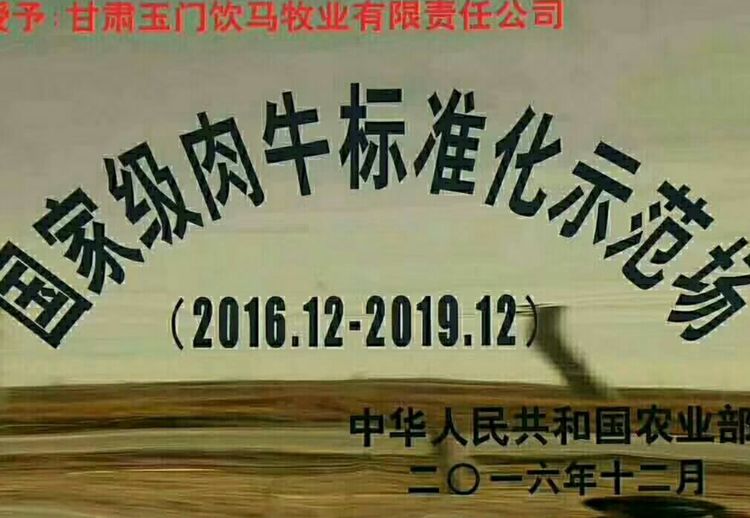 授予:甘肃玉门饮马牧业有限责任公司
国家级肉牛标准化示范场
(2016.12-2019.12)
中华人民共和国农业部
二〇一六年十二月